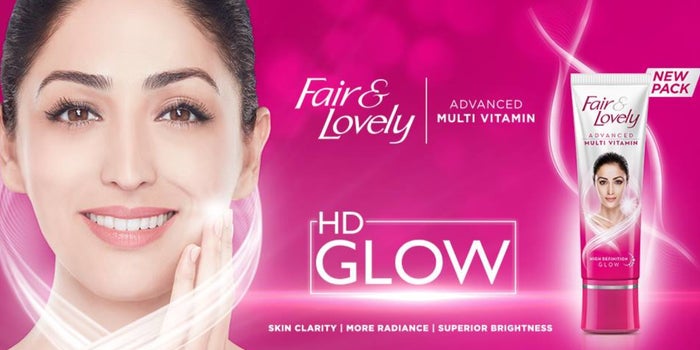 Fair &
Lovely
ADVANCED
MULTI VITAMIN
HD
GLOW
SKIN CLARITY | MORE RADIANCE | SUPERIOR BRIGHTNESS
NEW
PACK
Fair &
Lovely
ADVANCED
MULTI VITAMIN
HIGH DEFINITION
GLOW